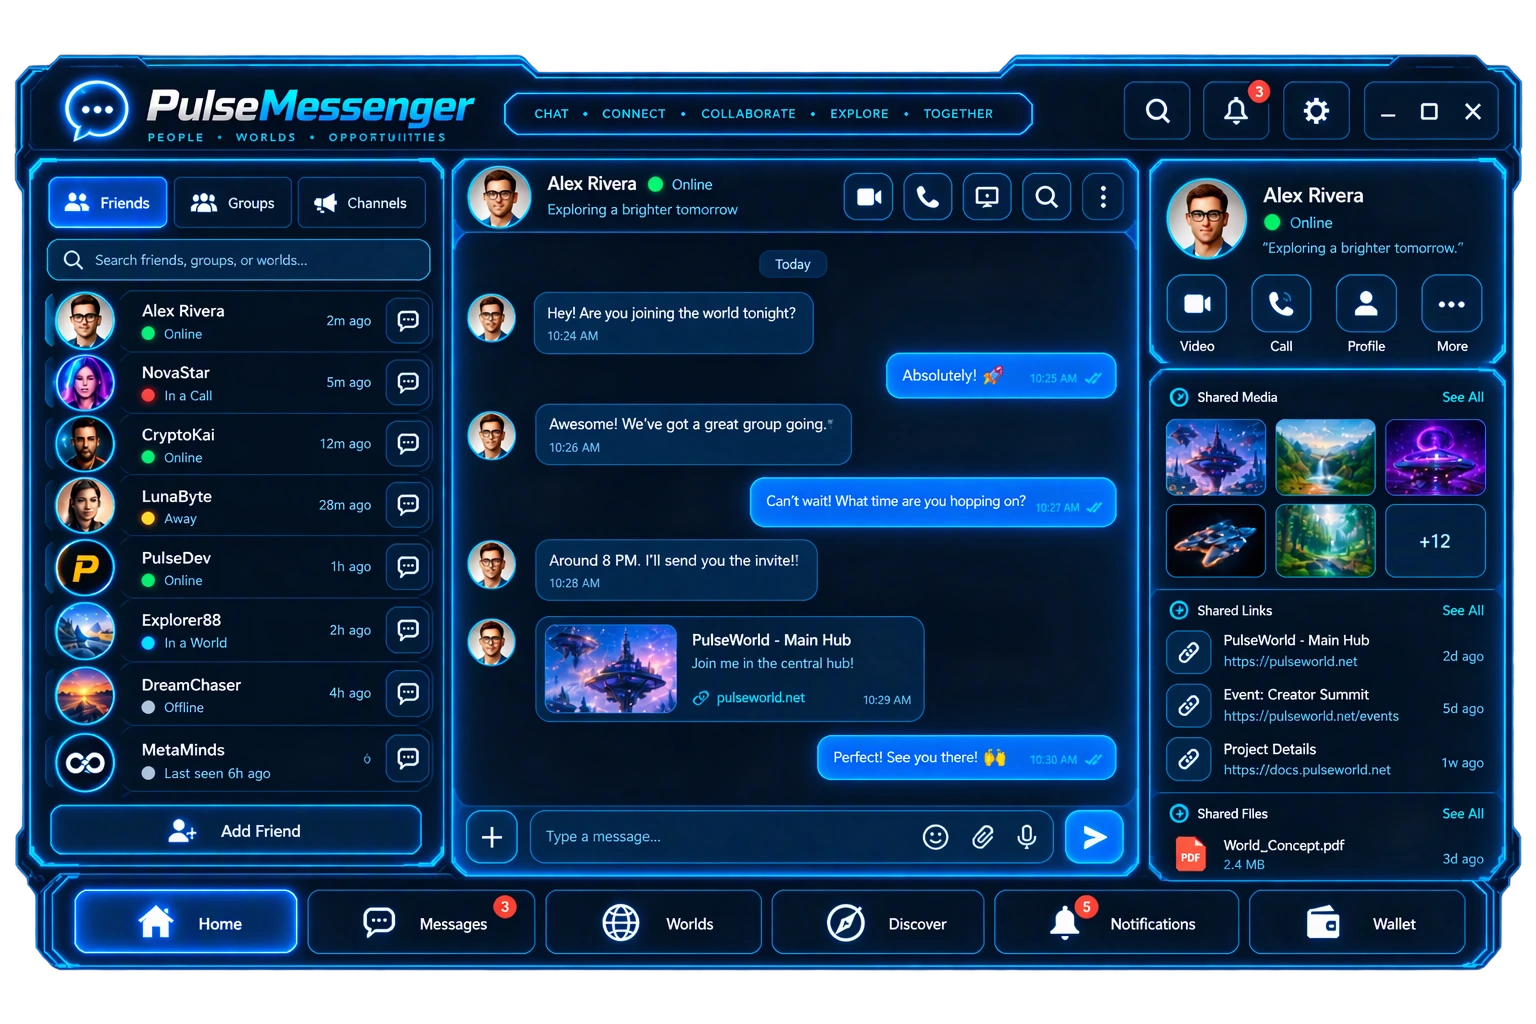 PulseMessenger
PEOPLE • WORLDS • OPPORTUNITIES
CHAT • CONNECT • COLLABORATE • EXPLORE • TOGETHER
3
Friends
Groups
Channels
Search friends, groups, or worlds...
Alex Rivera
Online
2m ago
NovaStar
In a Call
5m ago
CryptoKai
Online
12m ago
LunaByte
Away
28m ago
P
PulseDev
Online
1h ago
Explorer88
In a World
2h ago
DreamChaser
Offline
4h ago
MetaMinds
Last seen 6h ago
Add Friend
Alex Rivera
Online
Exploring a brighter tomorrow
Today
Hey! Are you joining the world tonight?
10:24 AM
Absolutely! 🚀 10:25 AM
Awesome! We've got a great group going.
10:26 AM
Can't wait! What time are you hopping on? 10:27 AM
Around 8 PM. I'll send you the invite!!
10:28 AM
PulseWorld - Main Hub
Join me in the central hub!
pulseworld.net
10:29 AM
Perfect! See you there! 🙌 10:30 AM
Type a message...
Alex Rivera
Online
"Exploring a brighter tomorrow."
Video
Call
Profile
More
Shared Media
See All
+12
Shared Links
See All
PulseWorld - Main Hub
https://pulseworld.net
2d ago
Event: Creator Summit
https://pulseworld.net/events
5d ago
Project Details
https://docs.pulseworld.net
1w ago
Shared Files
See All
PDF
World_Concept.pdf
2.4 MB
3d ago
Home
Messages
3
Worlds
Discover
5
Notifications
Wallet